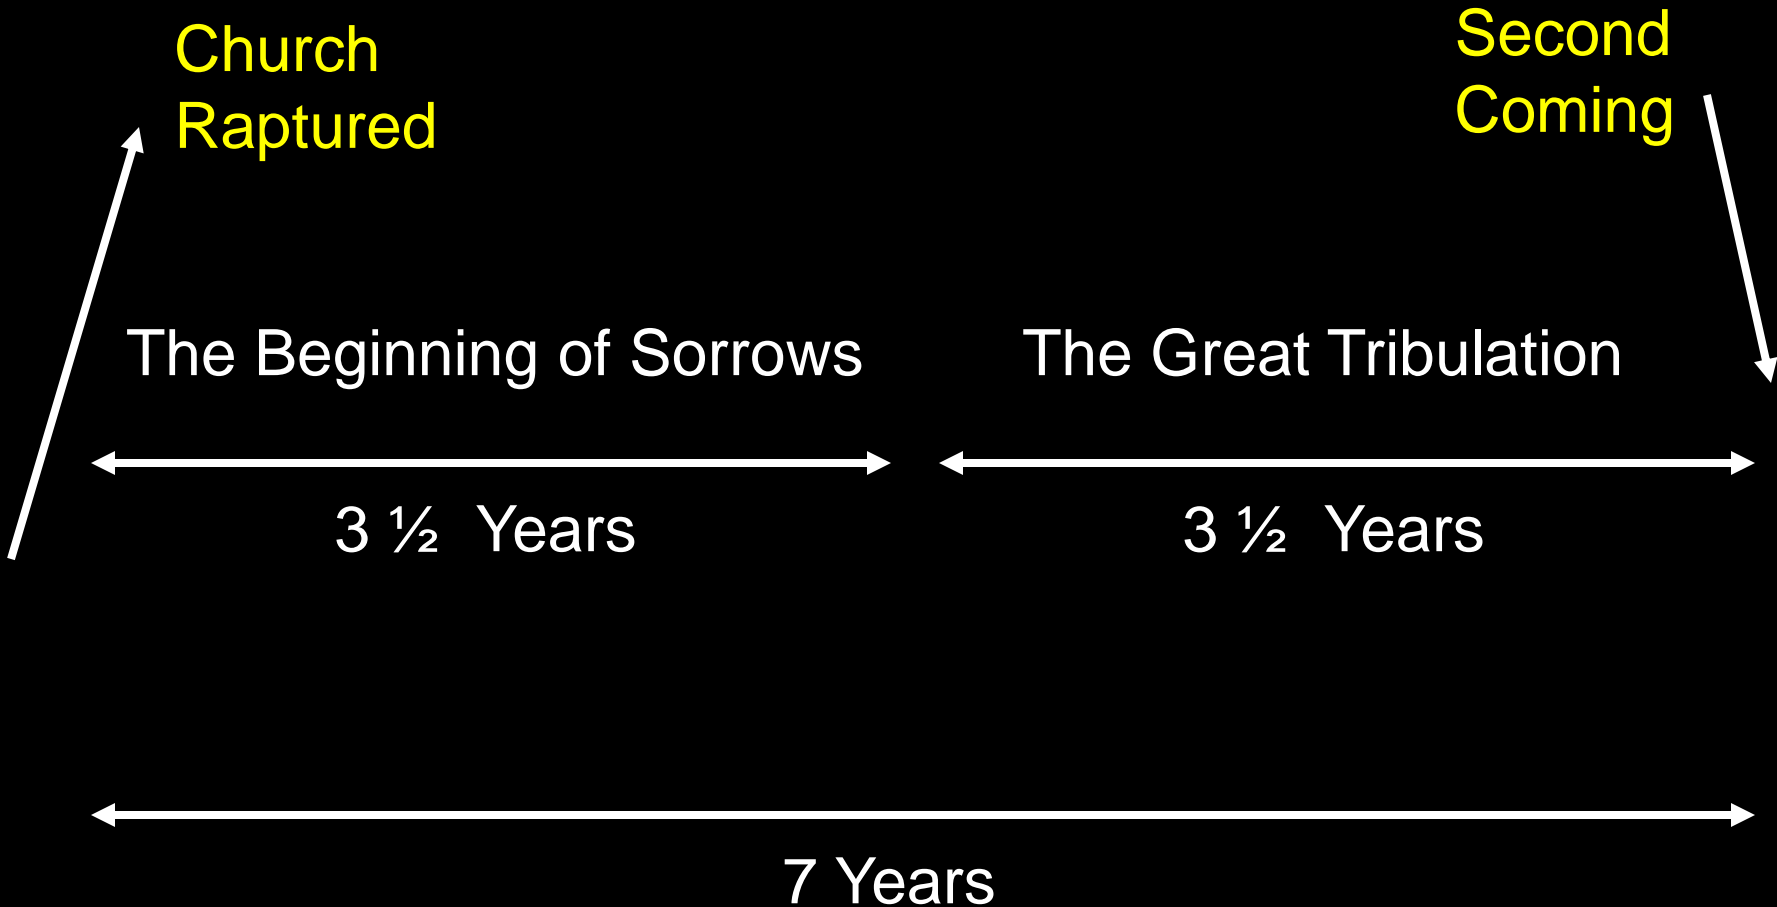 Church
Raptured
Second
Coming
The Beginning of Sorrows
The Great Tribulation
3 ½ Years
3 ½ Years
7 Years